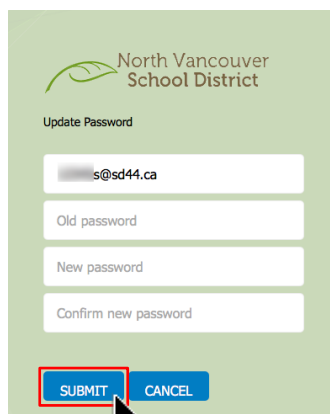 North Vancouver
School District
Update Password
s@sd44.ca
Old password
New password
Confirm new password
SUBMIT CANCEL